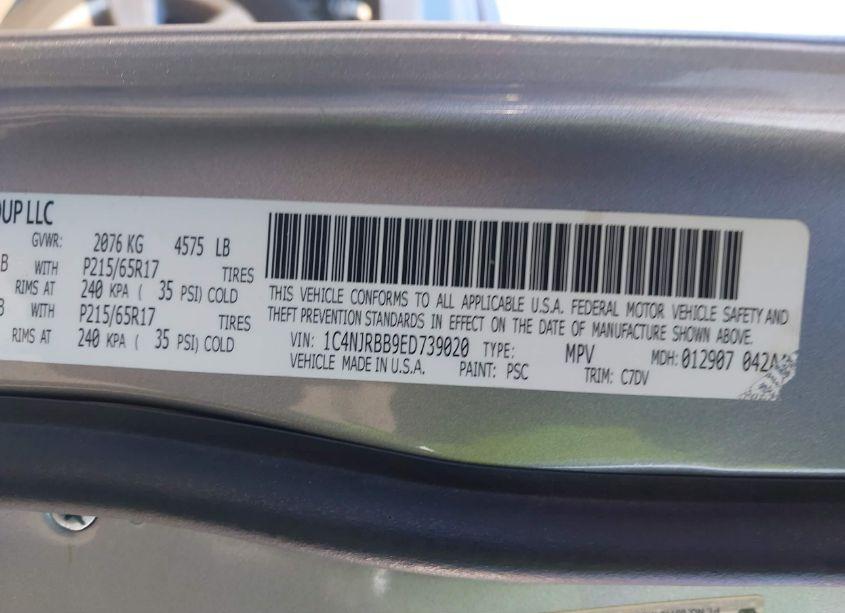 OUP LLC
GVWR: 2076 KG 4575 LB
B WITH P215/65R17 TIRES
RIMS AT 240 KPA ( 35 PSI) COLD
B WITH P215/65R17 TIRES
RIMS AT 240 KPA ( 35 PSI) COLD
THIS VEHICLE CONFORMS TO ALL APPLICABLE U.S.A. FEDERAL MOTOR VEHICLE SAFETY AND
THEFT PREVENTION STANDARDS IN EFFECT ON THE DATE OF MANUFACTURE SHOWN ABOVE.
VIN: 1C4NJRBB9ED739020 TYPE: MPV MDH: 012907 042A
VEHICLE MADE IN U.S.A. PAINT: PSC TRIM: C7DV